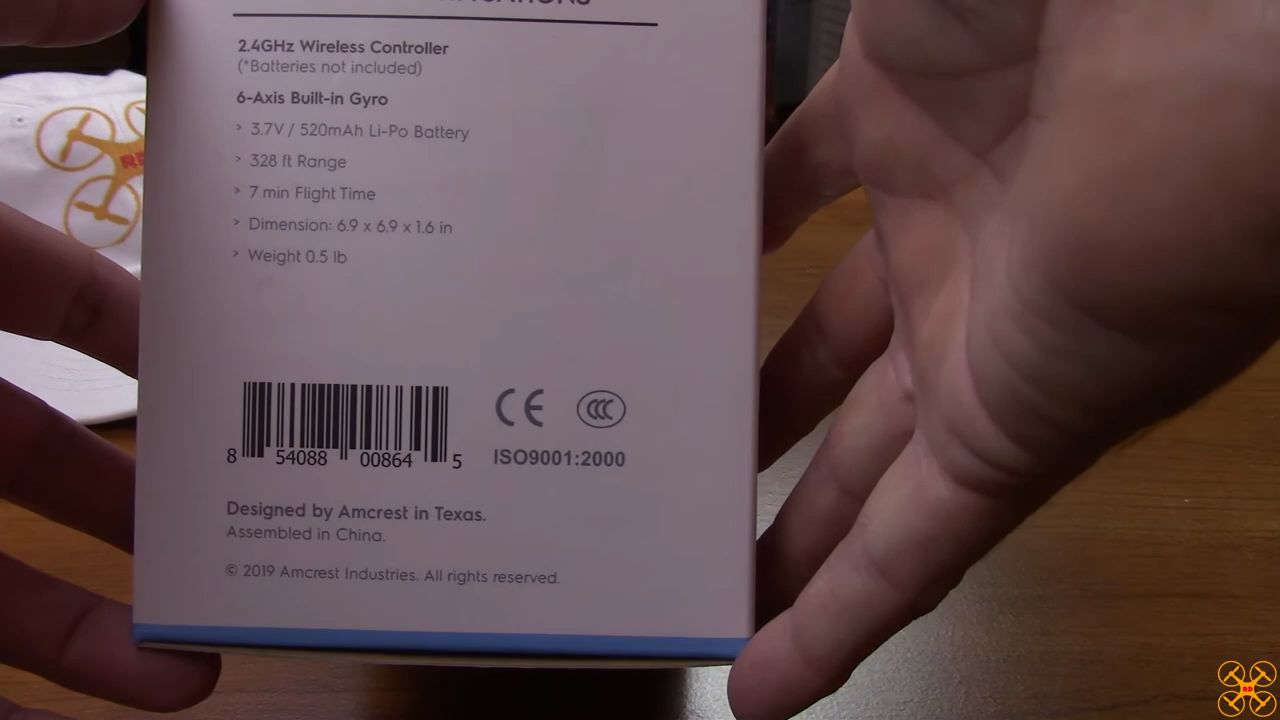 2.4GHz Wireless Controller
(*Batteries not included)
6-Axis Built-in Gyro
> 3.7V / 520mAh Li-Po Battery
> 328 ft Range
> 7 min Flight Time
> Dimension: 6.9 x 6.9 x 1.6 in
> Weight 0.5 lb
8 54088 00864 5
CE CCC
ISO9001:2000
Designed by Amcrest in Texas.
Assembled in China.
© 2019 Amcrest Industries. All rights reserved.
RD
RD